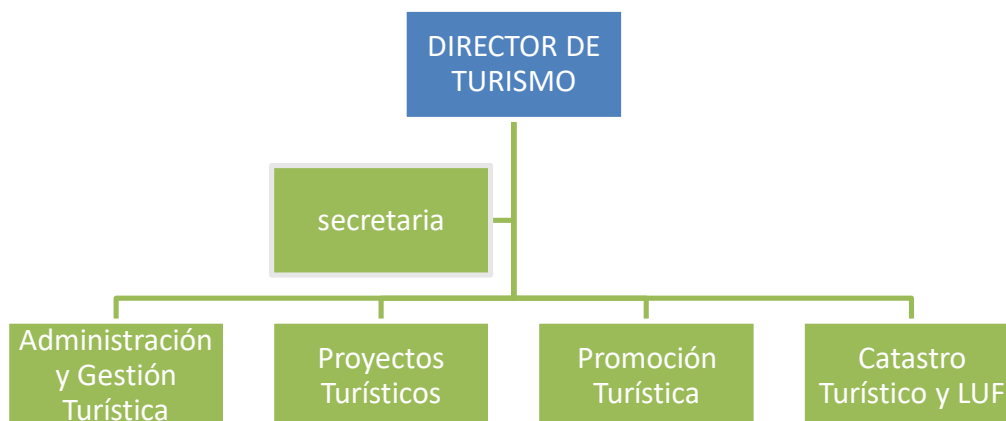 DIRECTOR DE
TURISMO
secretaria
Administración
y Gestión
Turística
Proyectos
Turísticos
Promoción
Turística
Catastro
Turístico y LUF